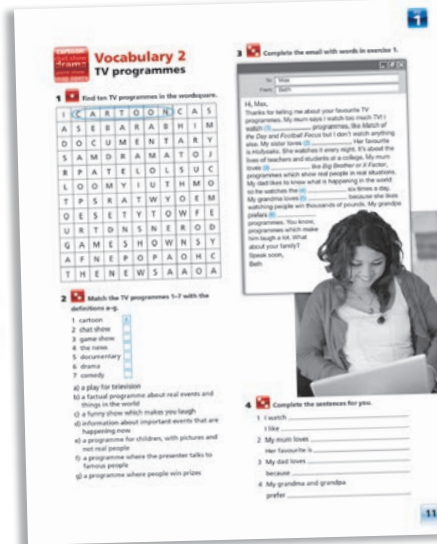 1
cartoon
chat show
drama
game show
Vocabulary 2
TV programmes
1 Find ten TV programmes in the wordsquare.
I C A R T O O N C A S
A S E B A R A B H I M
D O C U M E N T A R Y
S A M D R A M A T O J
R P A T E L O L S U C
L O O M Y I U T H M O
T P S R A T W Y O E M
O E S E T Y T Q W F E
U R T D N S N E R O D
G A M E S H O W N S Y
A F N E P O P A O H C
T H E N E W S A A O A
2 Match the TV programmes 1–7 with the
definitions a–g.
1 cartoon
2 chat show
3 game show
4 the news
5 documentary
6 drama
7 comedy
a) a play for television
b) a factual programme about real events and
things in the world
c) a funny show which makes you laugh
d) information about important events that are
happening now
e) a programme for children, with pictures and
not real people
f) a programme where the presenter talks to
famous people
g) a programme where people win prizes
3 Complete the email with words in exercise 1.
To: Max
From: Beth
Hi, Max,
Thanks for telling me about your favourite TV
programmes. My mum says I watch too much TV! I
watch (1) programmes, like Match of
the Day and Football Focus but I don't watch anything
else. My sister loves (2) . Her favourite
is Hollyoaks. She watches it every night. It's about the
lives of teachers and students at a college. My mum
loves (3) , like Big Brother or X Factor,
programmes which show real people in real situations.
My dad likes to know what is happening in the world
so he watches the (4) six times a day.
My grandma loves (5) because she likes
watching people win thousands of pounds. My grandpa
prefers (6)
programmes. You know,
programmes which make
him laugh a lot. What
about your family?
Speak soon,
Beth
4 Complete the sentences for you.
1 I watch
I like
2 My mum loves
Her favourite is
3 My dad loves
because
4 My grandma and grandpa
prefer
11